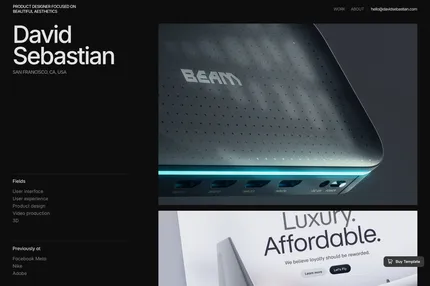 PRODUCT DESIGNER FOCUSED ON
BEAUTIFUL AESTHETICS
WORK
ABOUT
hello@davidsebastian.com
David
Sebastian
SAN FRANCISCO, CA, USA
BEAM
Fields
User interface
User experience
Product design
Video production
3D
Previously at
Facebook Meta
Nike
Adobe
Luxury.
Affordable.
We believe loyalty should be rewarded.
Learn more
Let's Fly
Buy Template